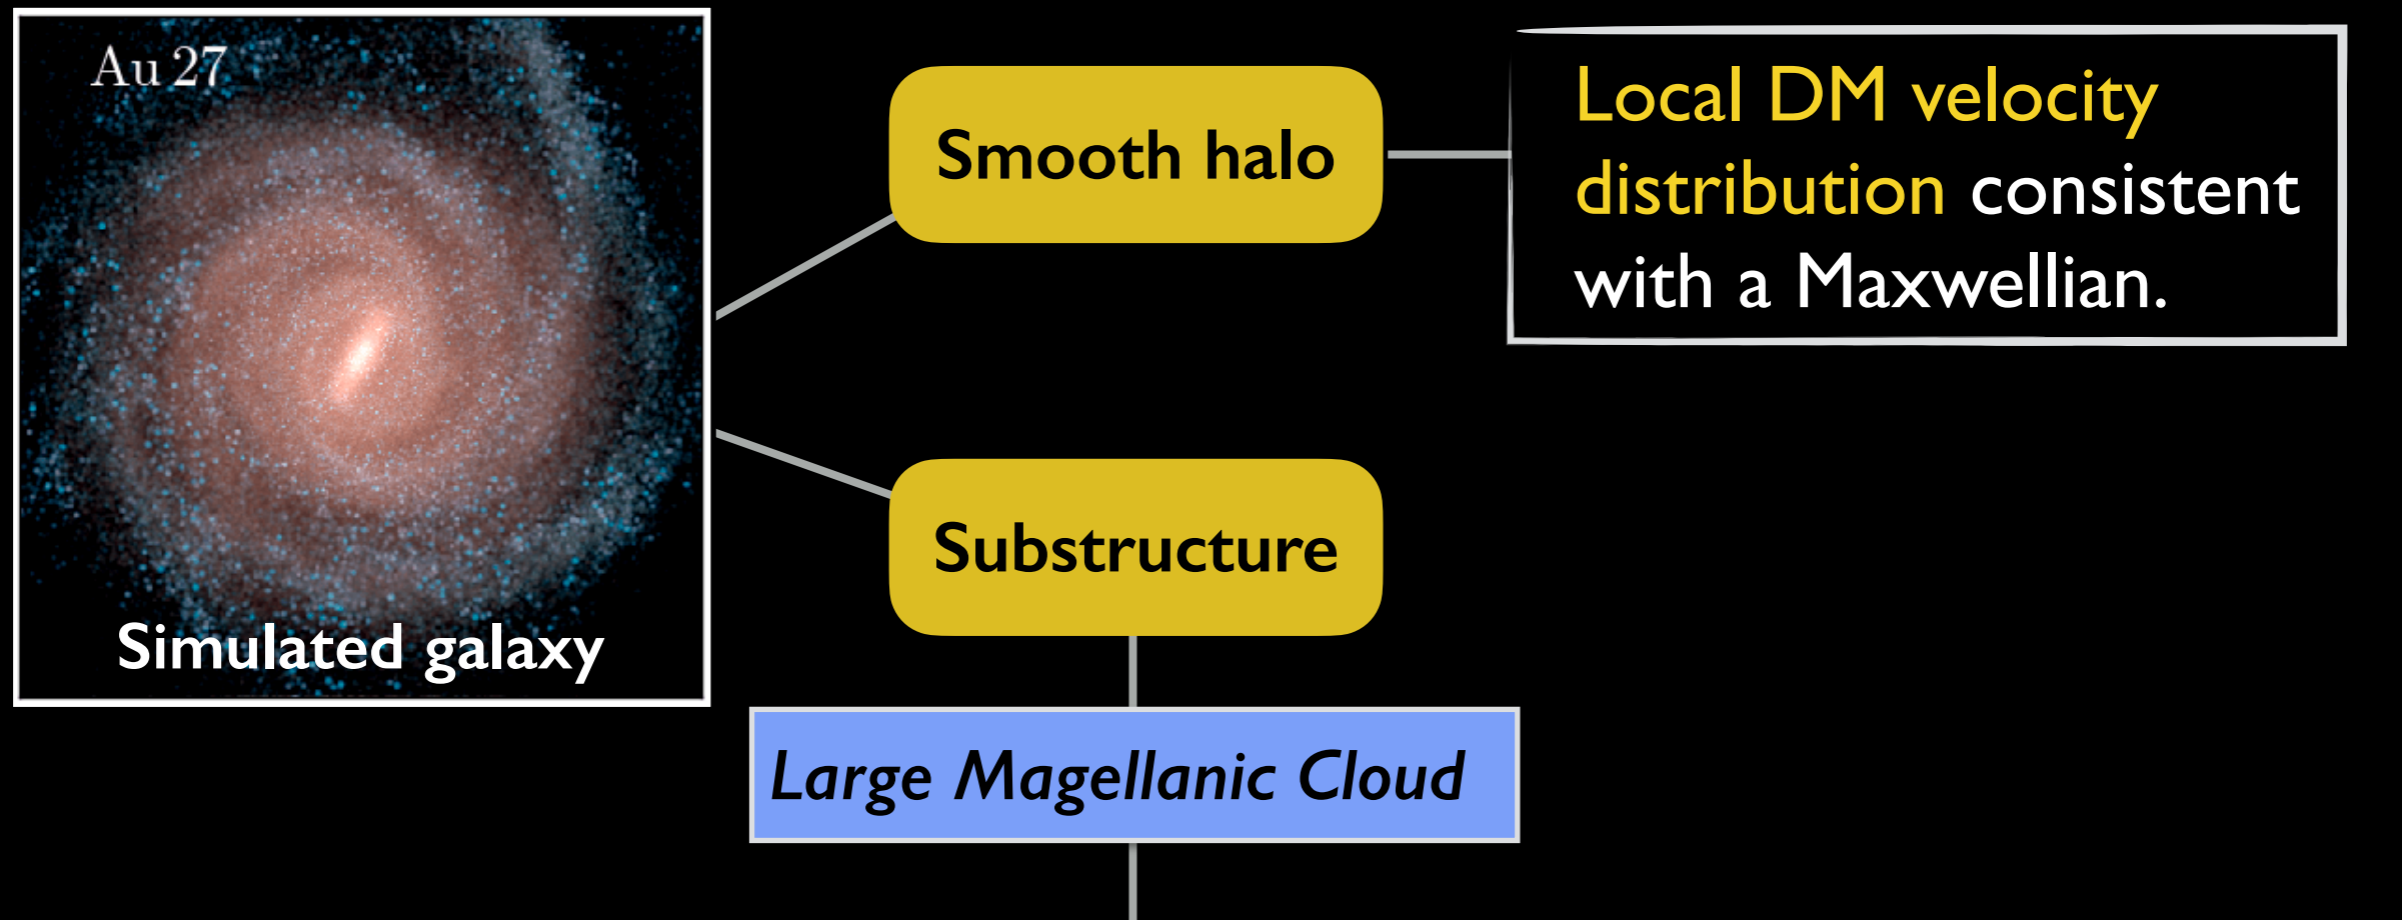 Au 27
Simulated galaxy
Smooth halo
Local DM velocity
distribution consistent
with a Maxwellian.
Substructure
Large Magellanic Cloud